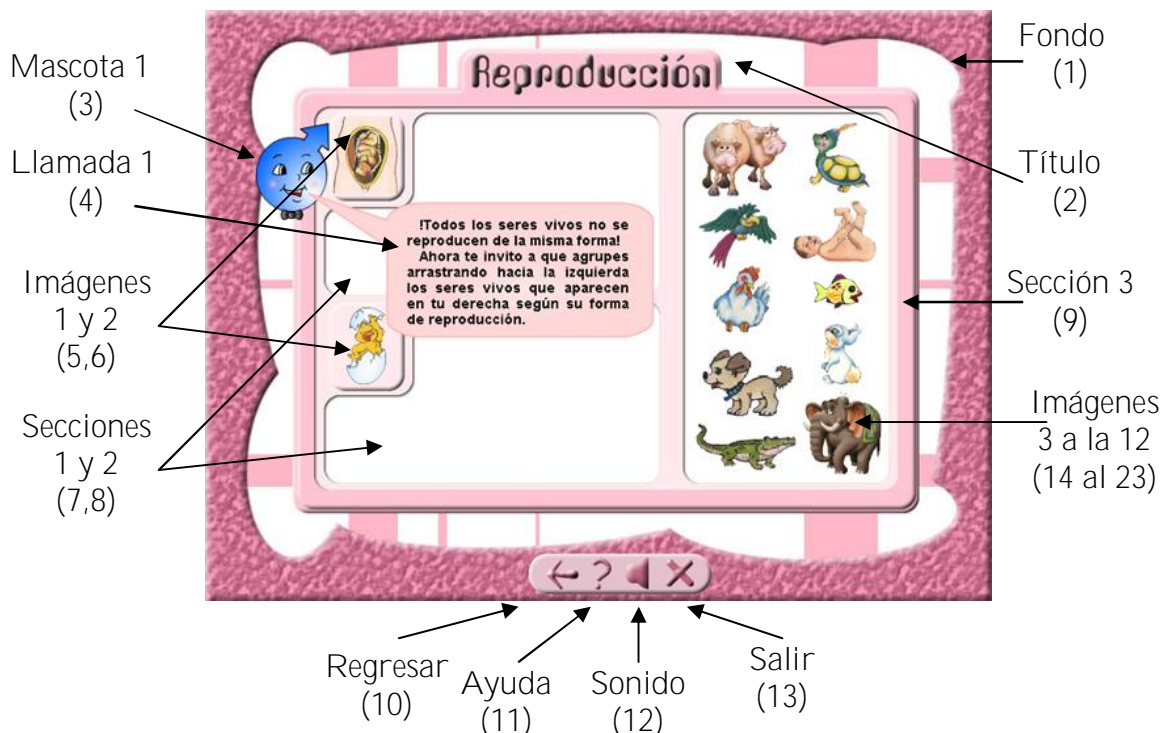 Mascota 1
(3)
Llamada 1
(4)
Imágenes
1 y 2
(5,6)
Secciones
1 y 2
(7,8)
Reproducción
!Todos los seres vivos no se
reproducen de la misma forma!
Ahora te invito a que agrupes
arrastrando hacia la izquierda
los seres vivos que aparecen
en tu derecha según su forma
de reproducción.
Fondo
(1)
Título
(2)
Sección 3
(9)
Imágenes
3 a la 12
(14 al 23)
?
Regresar
(10)
Ayuda
(11)
Sonido
(12)
Salir
(13)